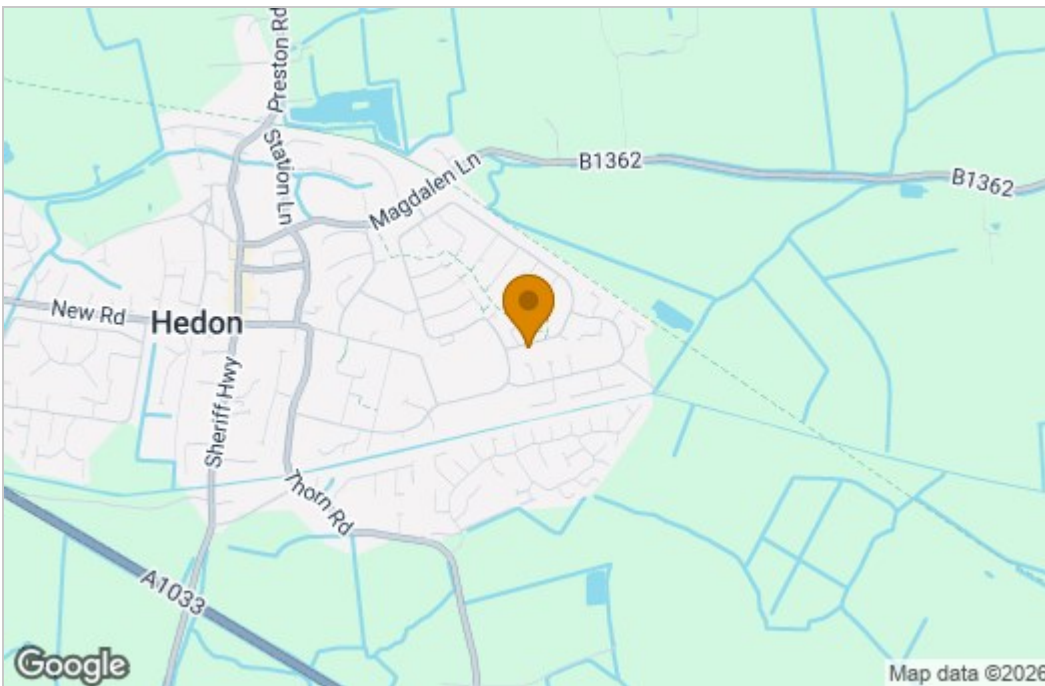 Preston Rd
Station Ln
Magdalen Ln
B1362
B1362
New Rd
Hedon
Sheriff Hwy
Thorn Rd
A1033
Google
Map data ©2026